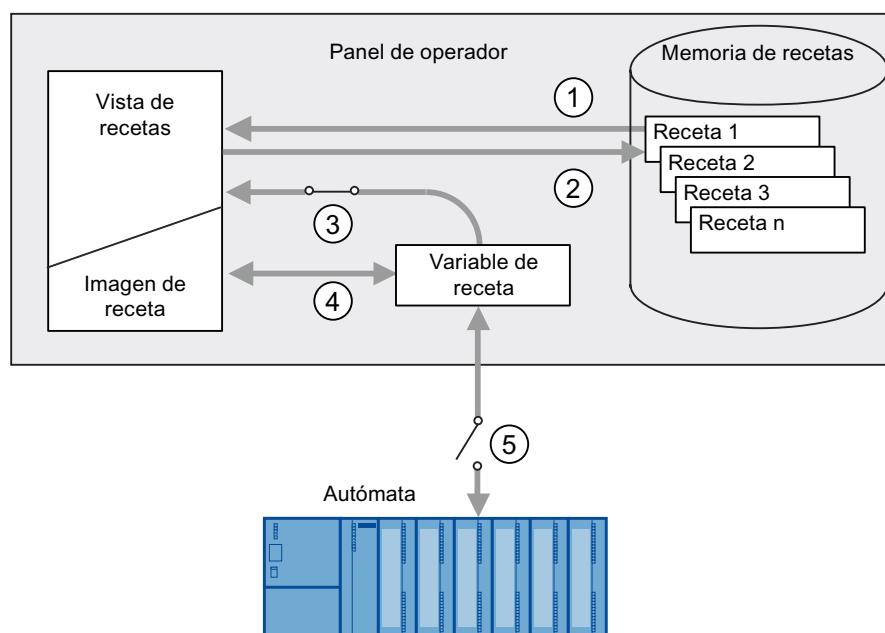 Panel de operador
Memoria de recetas
Vista de
recetas
1
Receta 1
Receta 2
2
Receta 3
3
Receta n
Variable de
receta
Imagen de
receta
4
5
Autómata